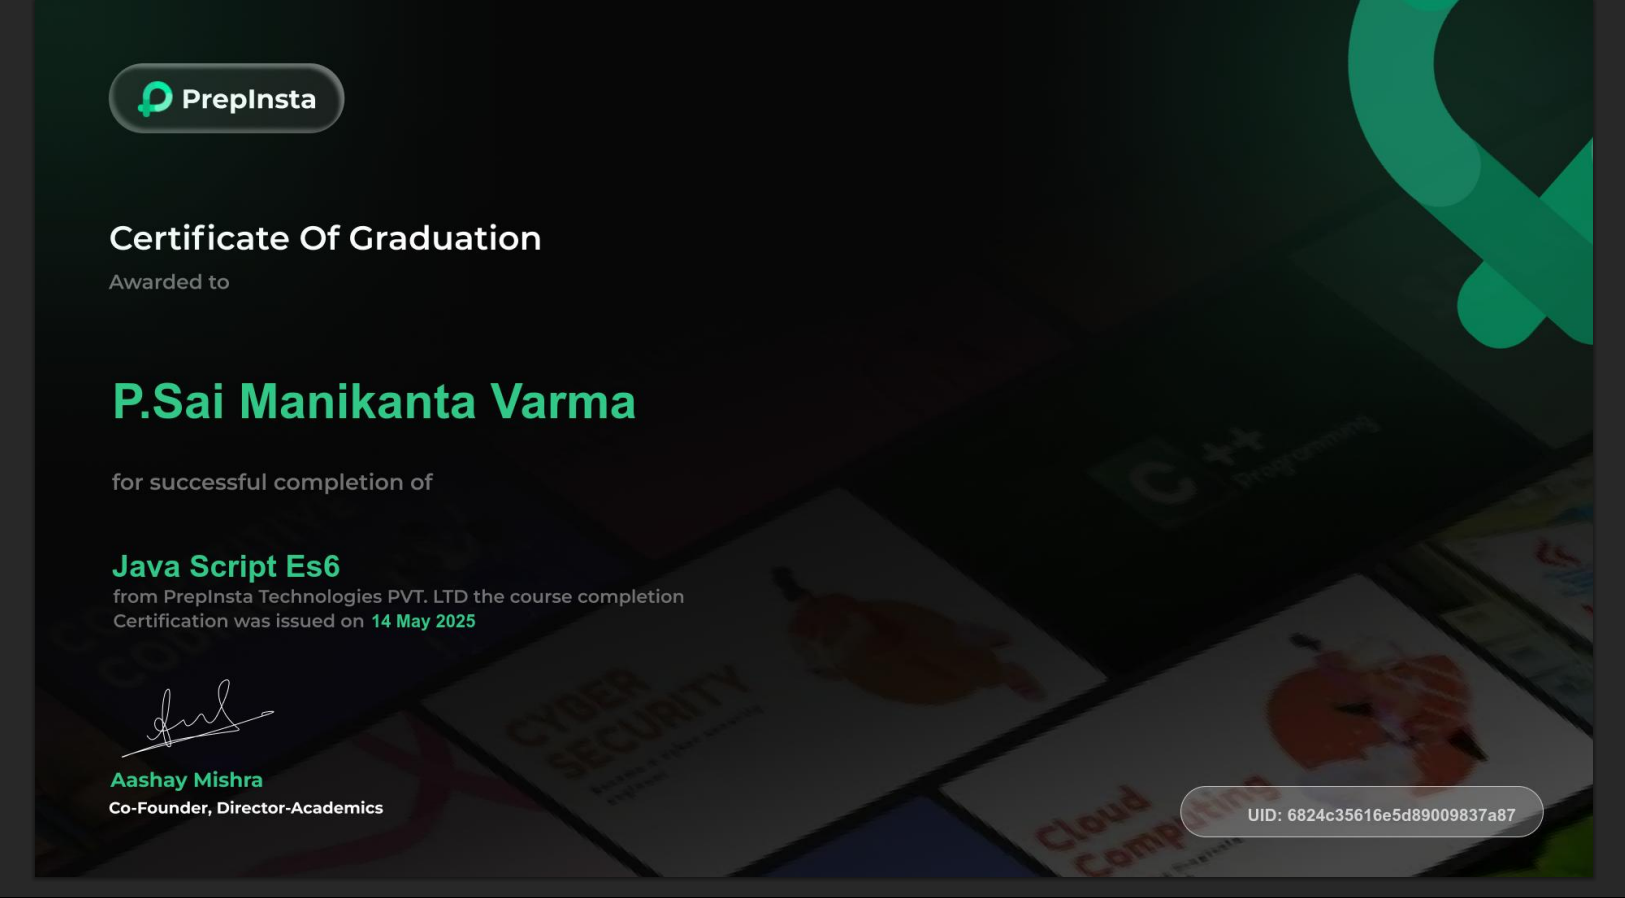 PrepInsta
Certificate Of Graduation
Awarded to
P.Sai Manikanta Varma
for successful completion of
Java Script Es6
from PrepInsta Technologies PVT. LTD the course completion
Certification was issued on 14 May 2025
Aashay Mishra
Co-Founder, Director-Academics
C++
Programming
CYBER
SECURITY
Cloud
Computing
UID: 6824c35616e5d89009837a87